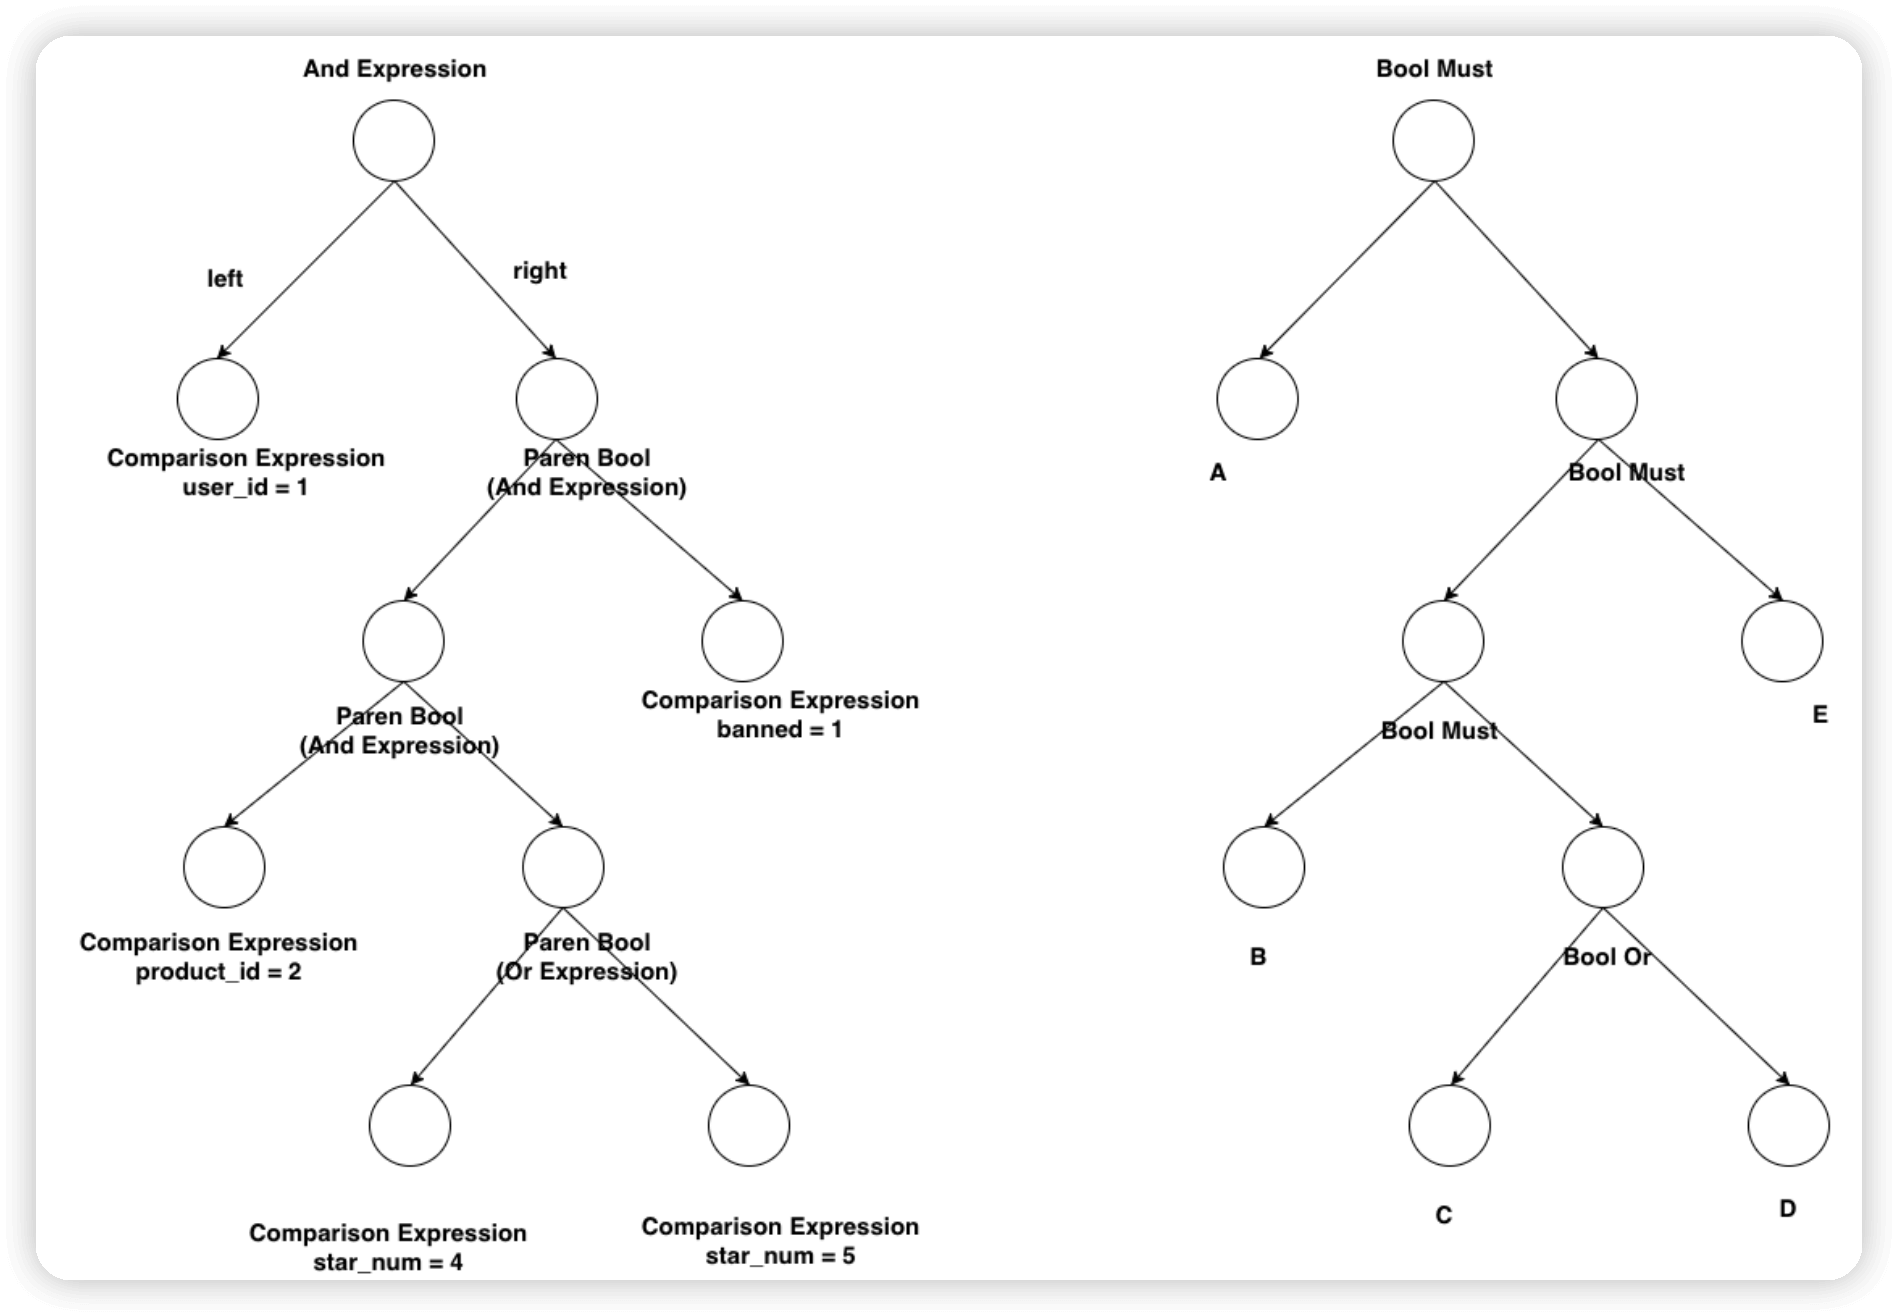 And Expression
left
right
Comparison Expression
user_id = 1
Paren Bool
(And Expression)
Paren Bool
(And Expression)
Comparison Expression
banned = 1
Comparison Expression
product_id = 2
Paren Bool
(Or Expression)
Comparison Expression
star_num = 4
Comparison Expression
star_num = 5
Bool Must
A
Bool Must
Bool Must
E
B
Bool Or
C
D